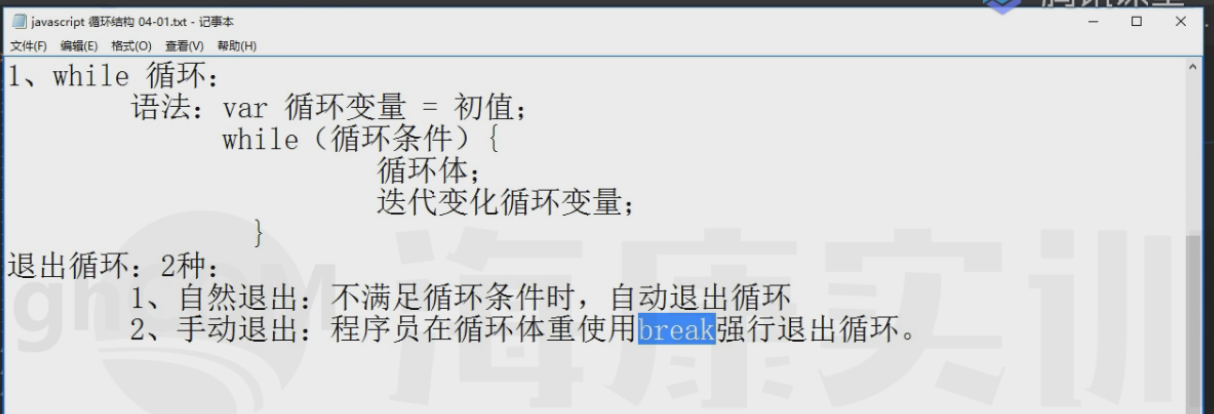 腾讯课堂
javascript 循环结构 04-01.txt - 记事本
文件(F) 编辑(E) 格式(O) 查看(V) 帮助(H)
1、while 循环：
语法：var 循环变量 = 初值；
while（循环条件）{
循环体；
迭代变化循环变量；
}
退出循环：2种：
1、自然退出：不满足循环条件时，自动退出循环
2、手动退出：程序员在循环体重使用break强行退出循环。
海康实训